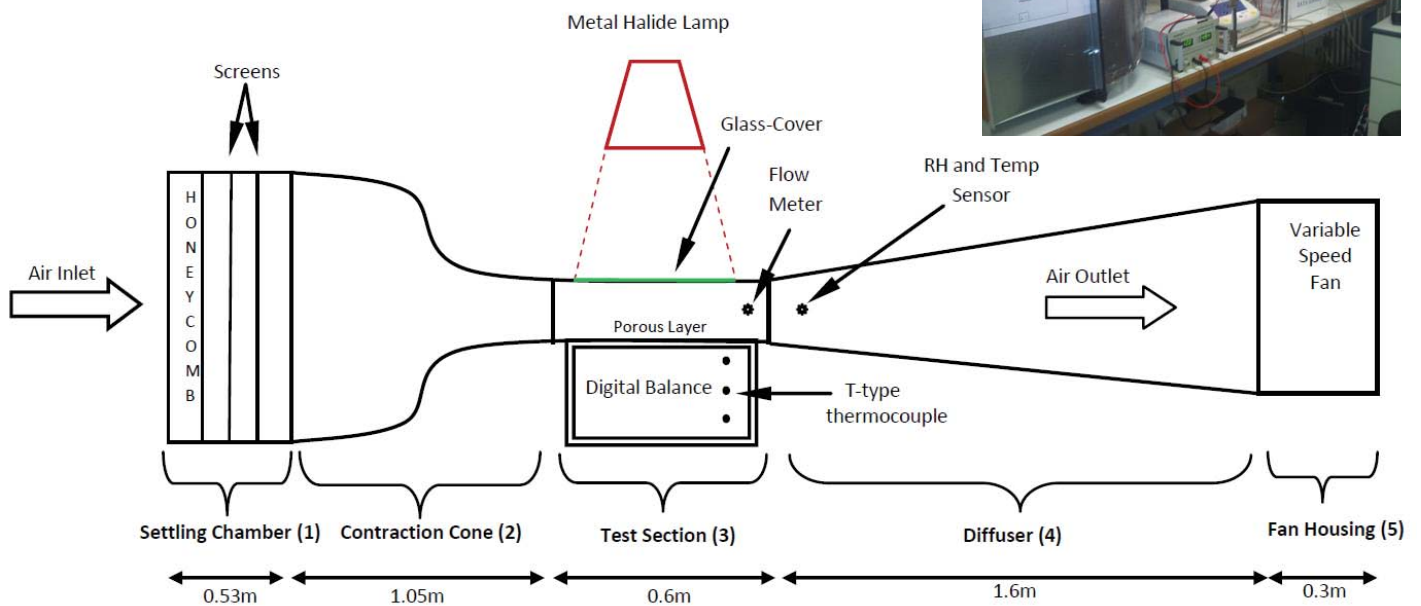 Metal Halide Lamp
Screens
Glass-Cover
Flow
Meter
RH and Temp
Sensor
HONEYCOMB
Variable
Speed
Fan
Air Inlet
Air Outlet
Porous Layer
Digital Balance
T-type
thermocouple
Settling Chamber (1)
Contraction Cone (2)
Test Section (3)
Diffuser (4)
Fan Housing (5)
0.53m
1.05m
0.6m
1.6m
0.3m